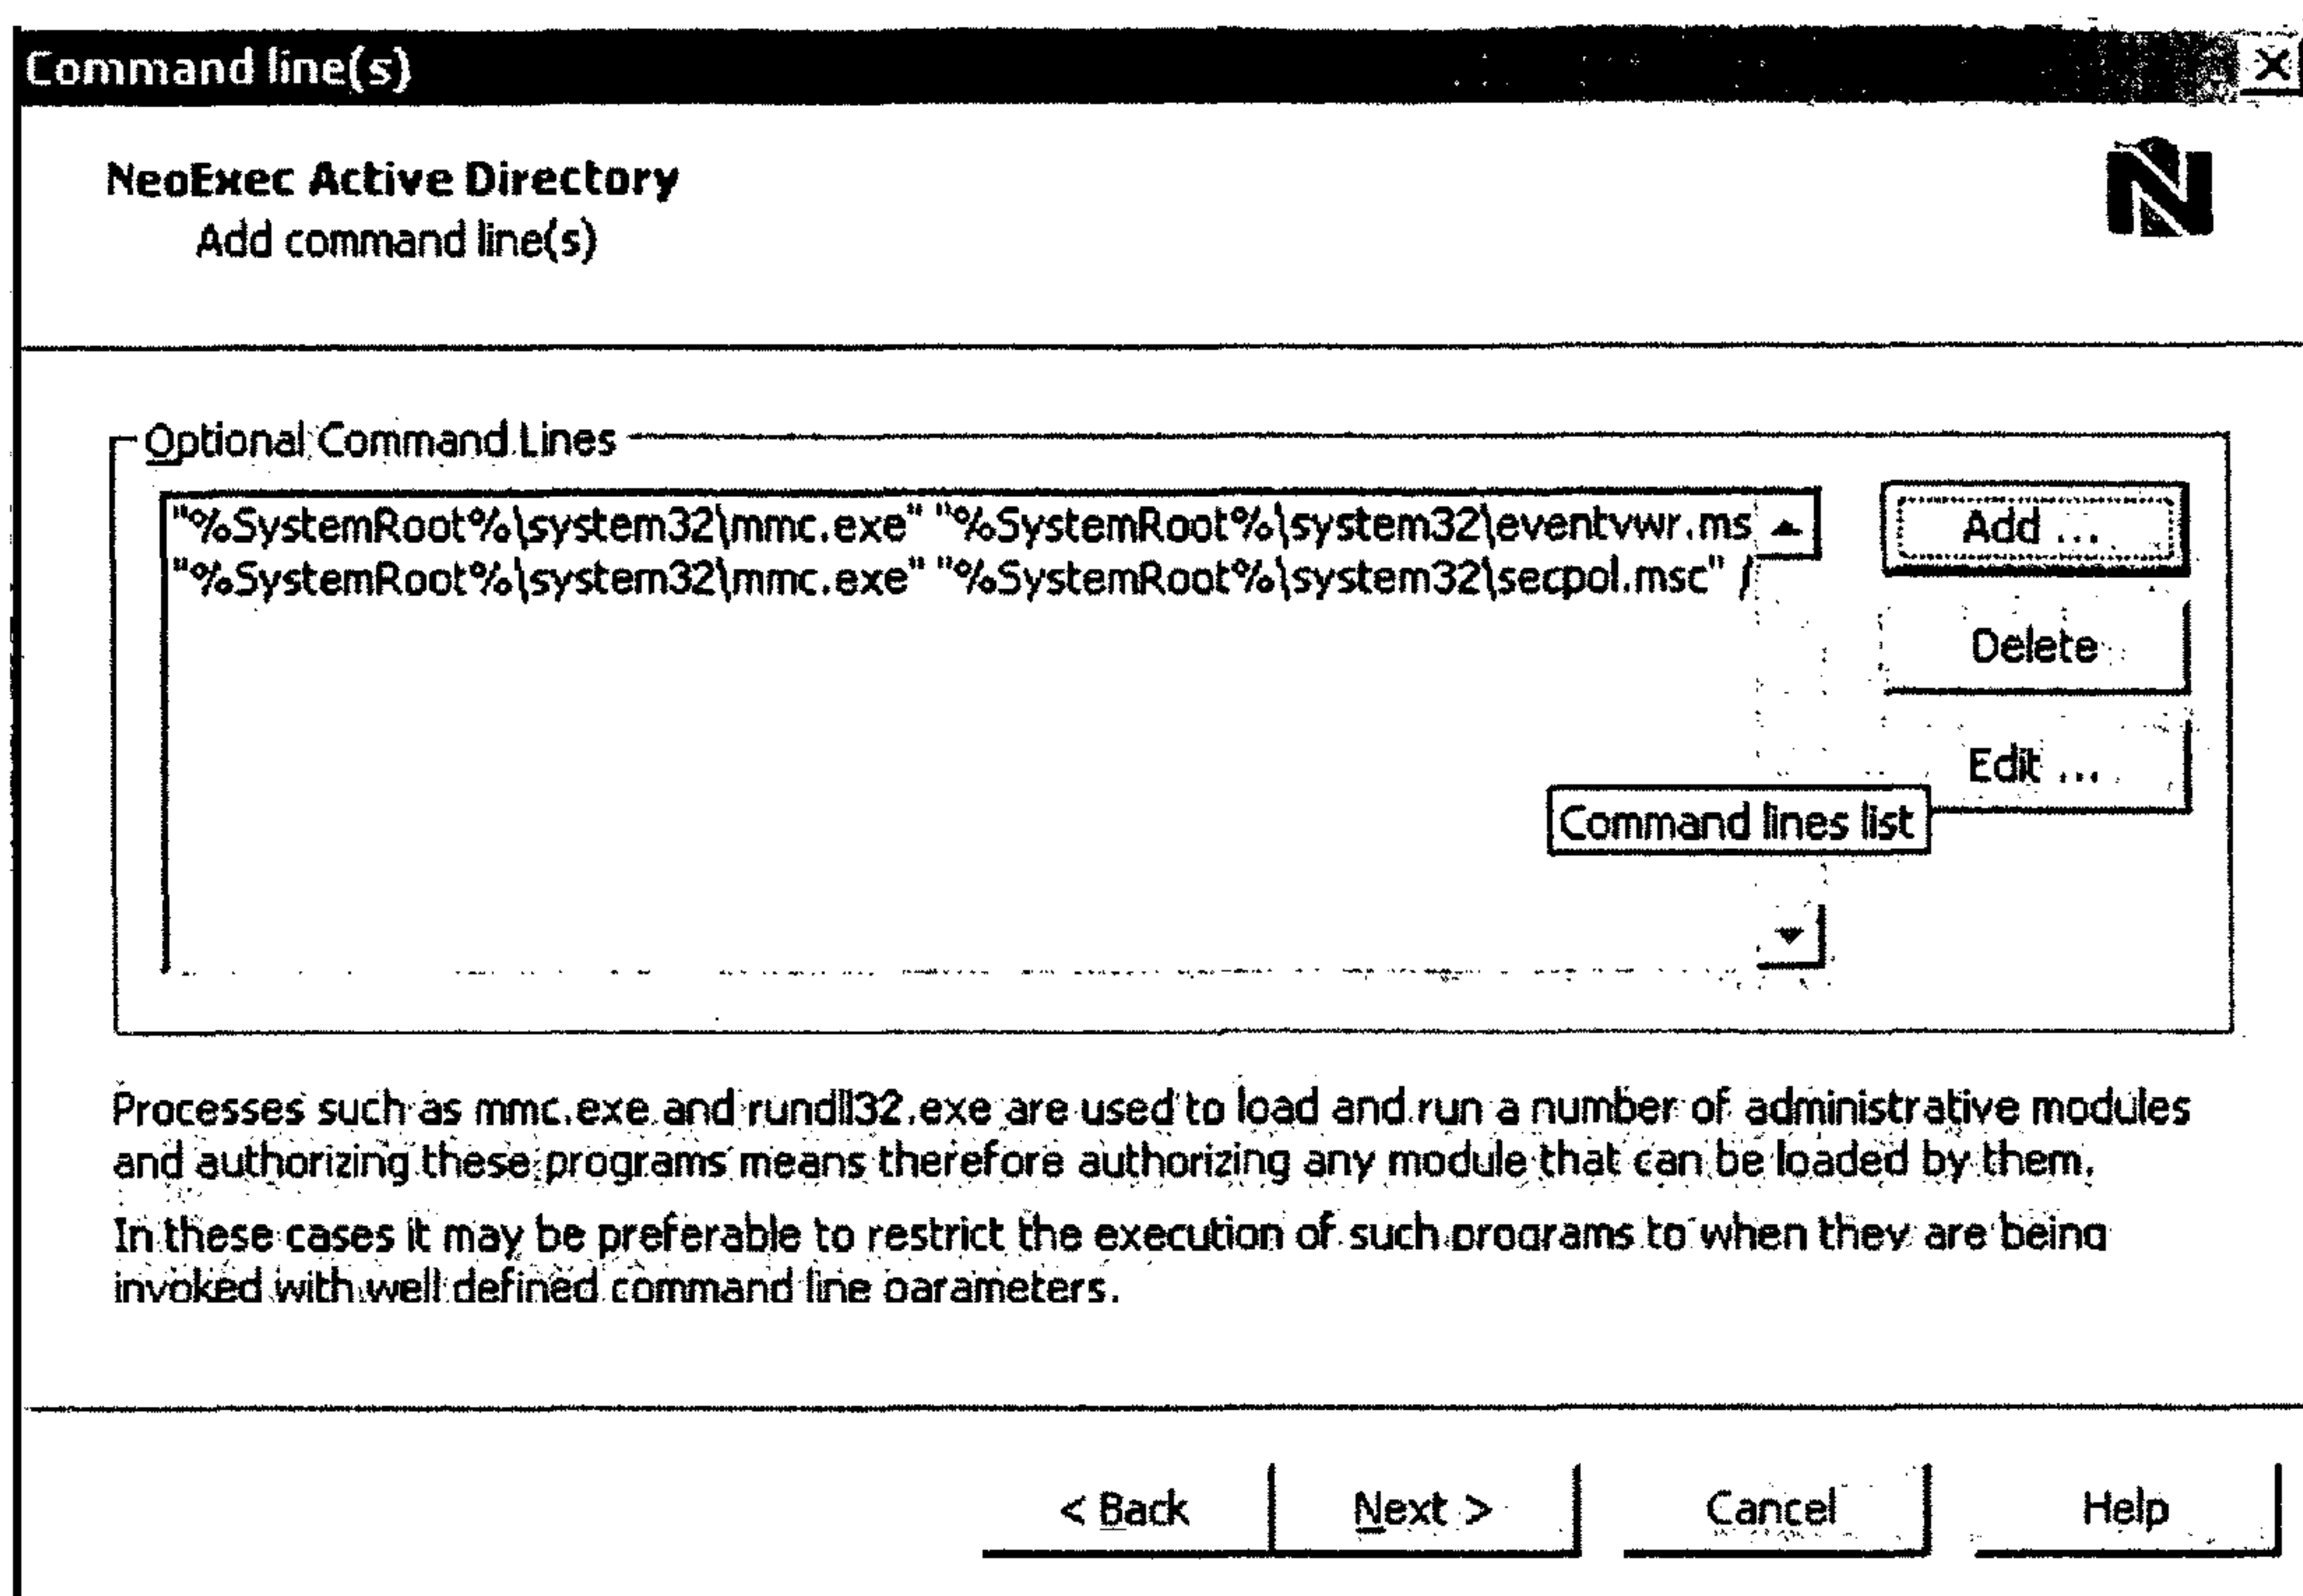 Command line(s)
NeoExec Active Directory
Add command line(s)
Optional Command Lines
"%SystemRoot%\system32\mmc.exe" "%SystemRoot%\system32\eventvwr.ms
"%SystemRoot%\system32\mmc.exe" "%SystemRoot%\system32\secpol.msc" /
Add ...
Delete
Edit ...
Command lines list
Processes such as mmc.exe and rundll32.exe are used to load and run a number of administrative modules
and authorizing these programs means therefore authorizing any module that can be loaded by them.
In these cases it may be preferable to restrict the execution of such programs to when they are being
invoked with well defined command line parameters.
< Back
Next >
Cancel
Help